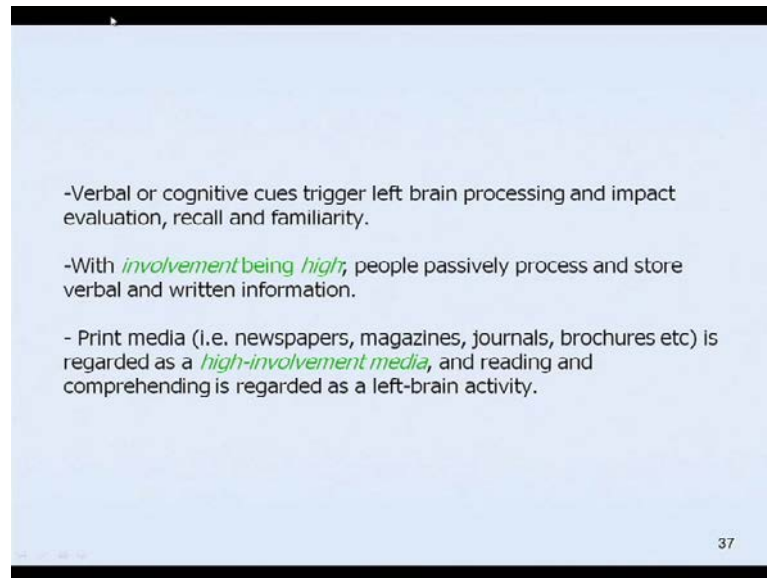 -Verbal or cognitive cues trigger left brain processing and impact
evaluation, recall and familiarity.
-With involvement being high, people passively process and store
verbal and written information.
- Print media (i.e. newspapers, magazines, journals, brochures etc) is
regarded as a high-involvement media, and reading and
comprehending is regarded as a left-brain activity.
37